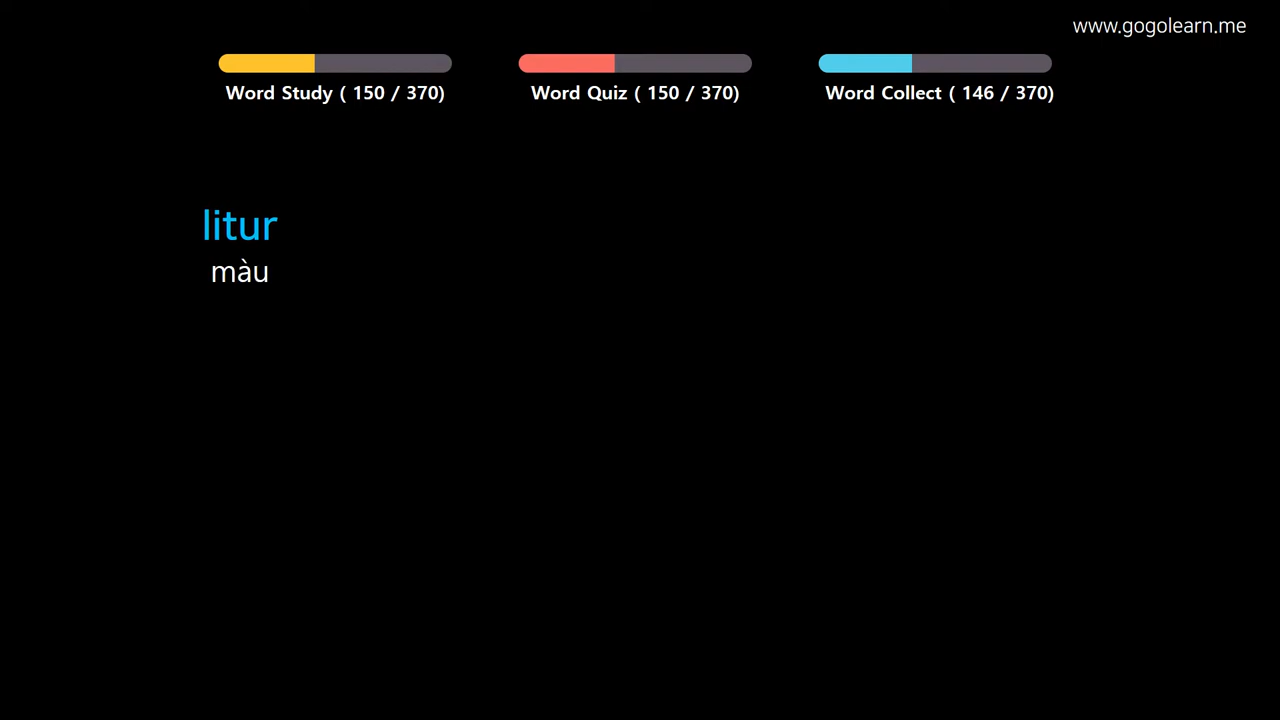 www.gogolearn.me
Word Study ( 150 / 370)
Word Quiz ( 150 / 370)
Word Collect ( 146 / 370)
litur
màu